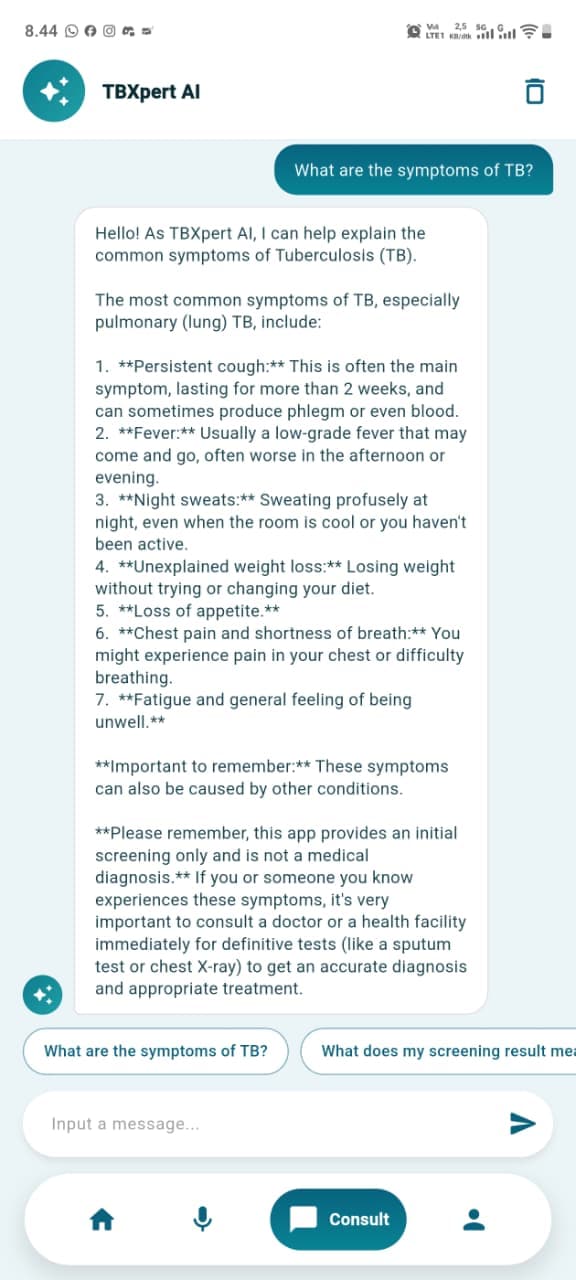 8.44
Voi LTE1 2,5 KB/dtk 5G G
TBXpert AI
What are the symptoms of TB?
Hello! As TBXpert AI, I can help explain the
common symptoms of Tuberculosis (TB).
The most common symptoms of TB, especially
pulmonary (lung) TB, include:
1. **Persistent cough:** This is often the main
symptom, lasting for more than 2 weeks, and
can sometimes produce phlegm or even blood.
2. **Fever:** Usually a low-grade fever that may
come and go, often worse in the afternoon or
evening.
3. **Night sweats:** Sweating profusely at
night, even when the room is cool or you haven't
been active.
4. **Unexplained weight loss:** Losing weight
without trying or changing your diet.
5. **Loss of appetite.**
6. **Chest pain and shortness of breath:** You
might experience pain in your chest or difficulty
breathing.
7. **Fatigue and general feeling of being
unwell.**
**Important to remember:** These symptoms
can also be caused by other conditions.
**Please remember, this app provides an initial
screening only and is not a medical
diagnosis.** If you or someone you know
experiences these symptoms, it's very
important to consult a doctor or a health facility
immediately for definitive tests (like a sputum
test or chest X-ray) to get an accurate diagnosis
and appropriate treatment.
What are the symptoms of TB?
What does my screening result mea
Input a message...
Consult